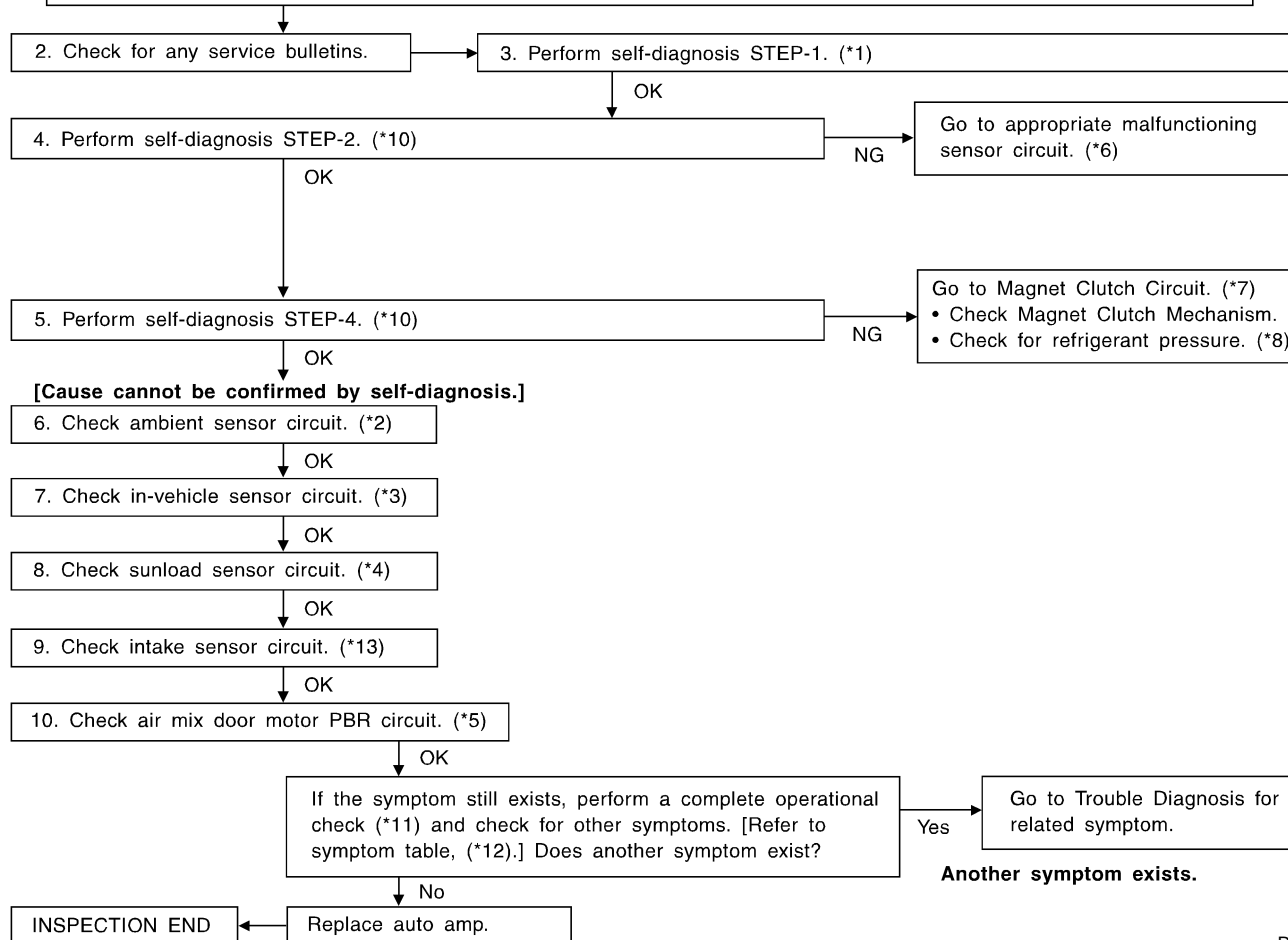 2. Check for any service bulletins.
3. Perform self-diagnosis STEP-1. (*1)
OK
4. Perform self-diagnosis STEP-2. (*10)
NG
Go to appropriate malfunctioning
sensor circuit. (*6)
OK
5. Perform self-diagnosis STEP-4. (*10)
NG
Go to Magnet Clutch Circuit. (*7)
• Check Magnet Clutch Mechanism.
• Check for refrigerant pressure. (*8)
OK
[Cause cannot be confirmed by self-diagnosis.]
6. Check ambient sensor circuit. (*2)
OK
7. Check in-vehicle sensor circuit. (*3)
OK
8. Check sunload sensor circuit. (*4)
OK
9. Check intake sensor circuit. (*13)
OK
10. Check air mix door motor PBR circuit. (*5)
OK
If the symptom still exists, perform a complete operational
check (*11) and check for other symptoms. [Refer to
symptom table, (*12).] Does another symptom exist?
Yes
Go to Trouble Diagnosis for
related symptom.
Another symptom exists.
No
Replace auto amp.
INSPECTION END